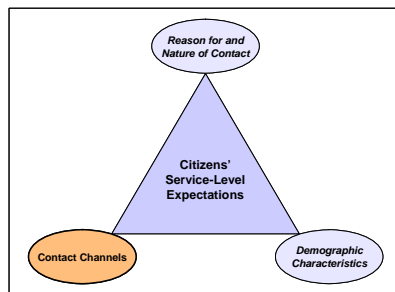 Reason for and
Nature of Contact
Citizens'
Service-Level
Expectations
Contact Channels
Demographic
Characteristics